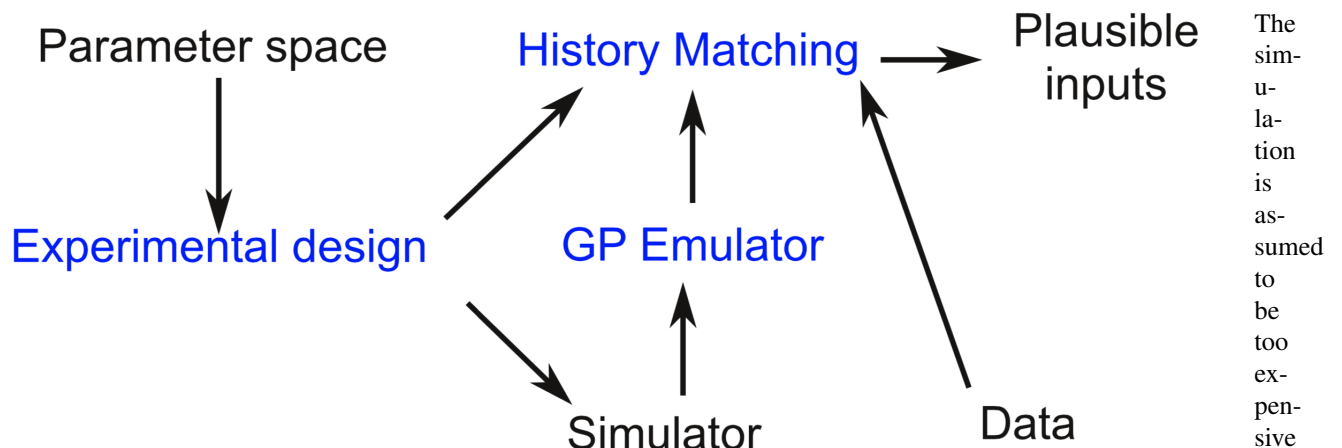 Parameter space
History Matching
Plausible
inputs
Experimental design
GP Emulator
Simulator
Data
The
sim-
u-
la-
tion
is
as-
sumed
to
be
too
ex-
pen-
sive